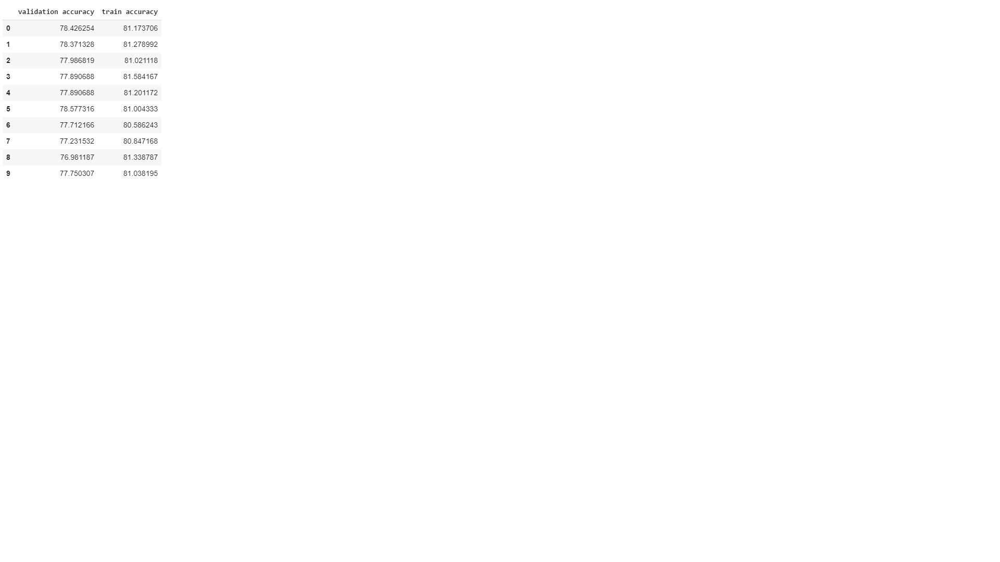 validation accuracy train accuracy
0 78.426254 81.173706
1 78.371328 81.278992
2 77.986819 81.021118
3 77.890688 81.584167
4 77.890688 81.201172
5 78.577316 81.004333
6 77.712166 80.586243
7 77.231532 80.847168
8 76.981187 81.338787
9 77.750307 81.038195